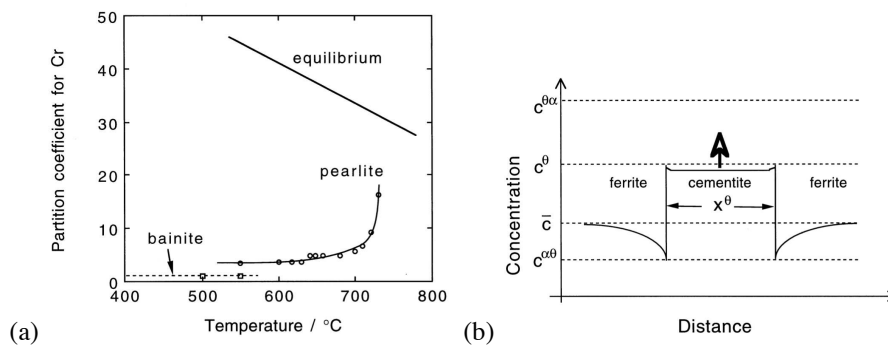 (a)
Partition coefficient for Cr
50
40
30
20
10
0
equilibrium
pearlite
bainite
400 500 600 700 800
Temperature / °C
(b)
Concentration
c^θα
c^θ
c̄
c^αθ
ferrite cementite ferrite
x^θ
Distance